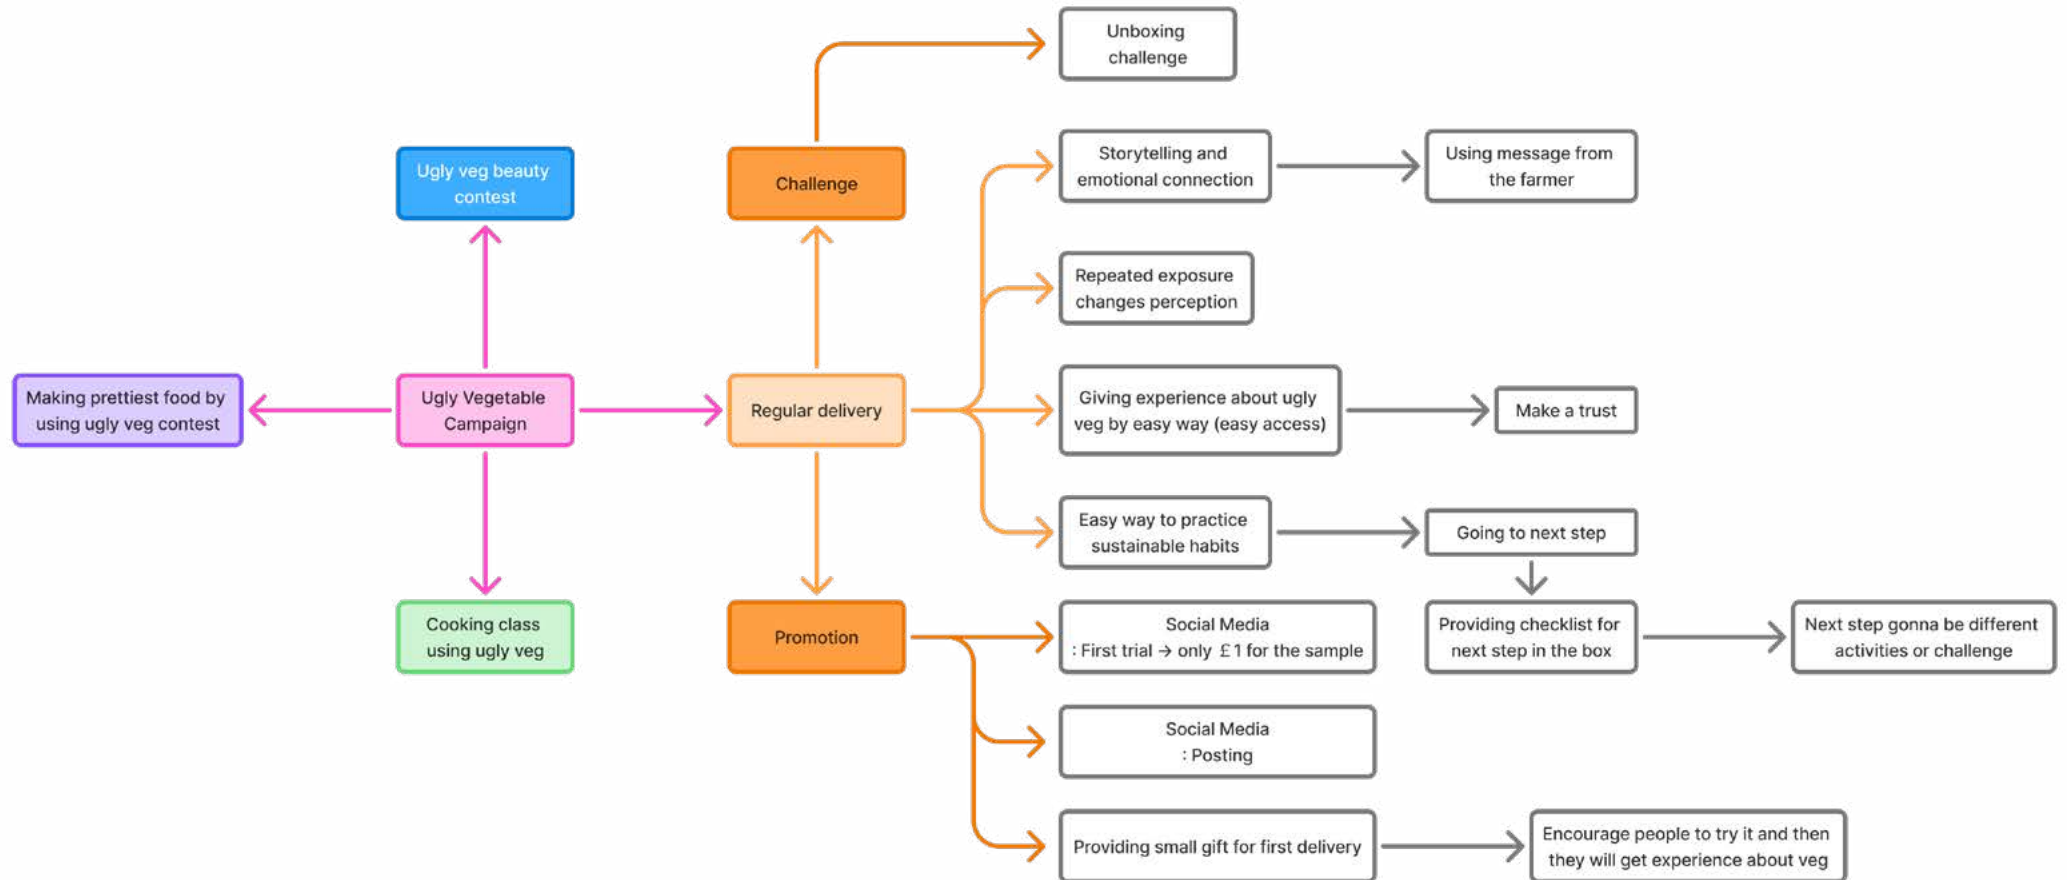 Unboxing
challenge
Ugly veg beauty
contest
Challenge
Storytelling and
emotional connection
Using message from
the farmer
Repeated exposure
changes perception
Making prettiest food by
using ugly veg contest
Ugly Vegetable
Campaign
Regular delivery
Giving experience about ugly
veg by easy way (easy access)
Make a trust
Easy way to practice
sustainable habits
Going to next step
Cooking class
using ugly veg
Promotion
Social Media
: First trial → only £1 for the sample
Providing checklist for
next step in the box
Next step gonna be different
activities or challenge
Social Media
: Posting
Providing small gift for first delivery
Encourage people to try it and then
they will get experience about veg